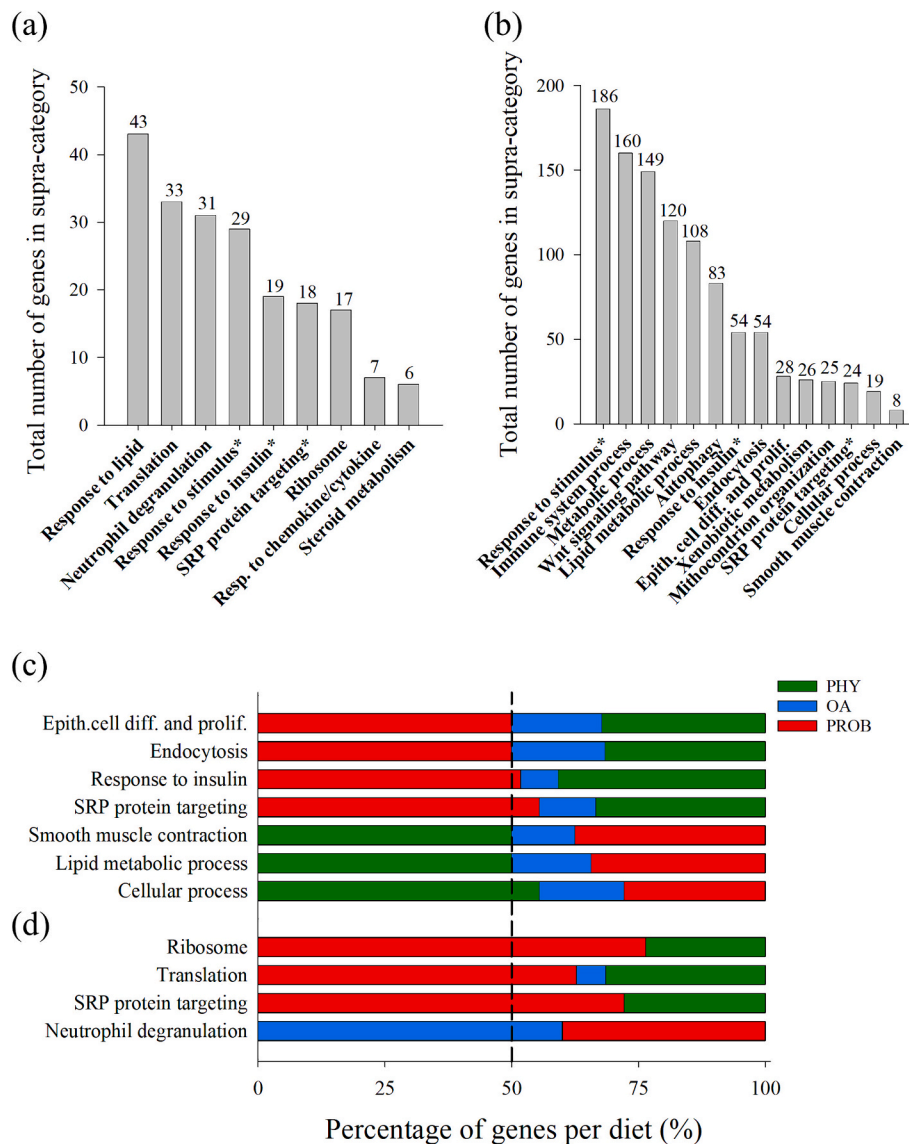 (a)
Total number of genes in supra-category
50
40
30
20
10
0
43
33
31
29
19
18
17
7
6
Response to lipid
Translation
Neutrophil degranulation
Response to stimulus*
Response to insulin*
SRP protein targeting*
Ribosome
Resp. to chemokine/cytokine
Steroid metabolism
(b)
Total number of genes in supra-category
200
150
100
50
0
186
160
149
120
108
83
54
54
28
26
25
24
19
8
Response to stimulus*
Immune system process
Metabolic process
Wnt signaling pathway
Lipid metabolic process
Autophagy
Response to insulin*
Endocytosis
Epith. cell diff. and prolif.
Xenobiotic metabolism
Mithocondrion organization
SRP protein targeting*
Cellular process
Smooth muscle contraction
(c)
PHY
OA
PROB
Epith.cell diff. and prolif.
Endocytosis
Response to insulin
SRP protein targeting
Smooth muscle contraction
Lipid metabolic process
Cellular process
(d)
Ribosome
Translation
SRP protein targeting
Neutrophil degranulation
0 25 50 75 100
Percentage of genes per diet (%)